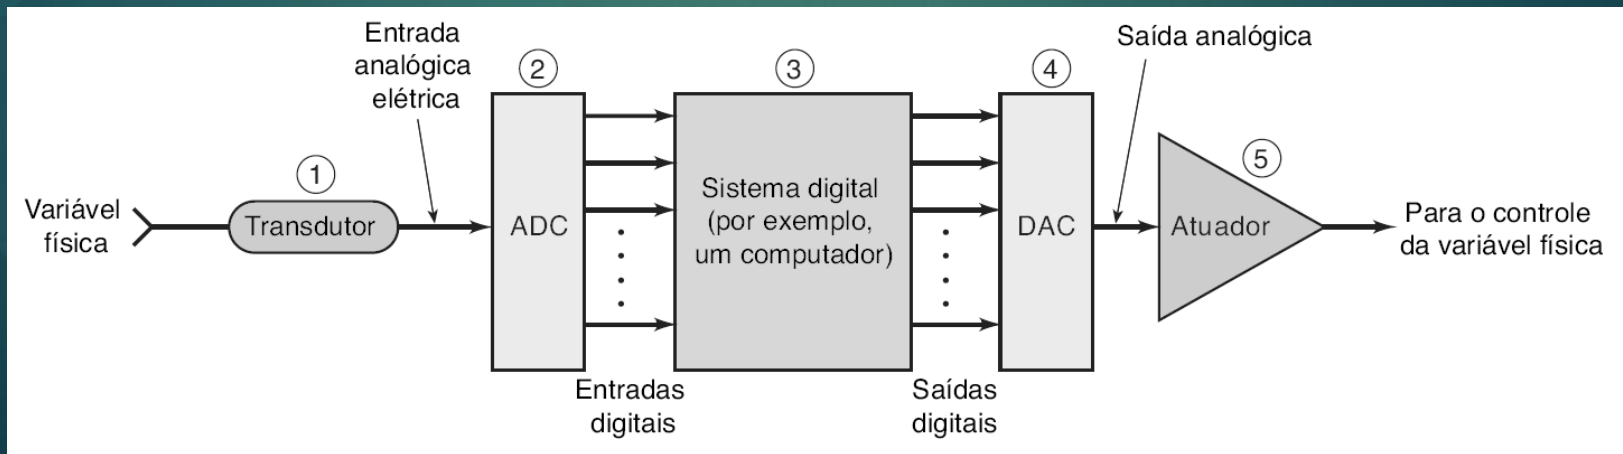 Entrada
analógica
elétrica
Saída analógica
1
2
3
4
5
Variável
física
Transdutor
ADC
Sistema digital
(por exemplo,
um computador)
DAC
Atuador
Para o controle
da variável física
Entradas
digitais
Saídas
digitais